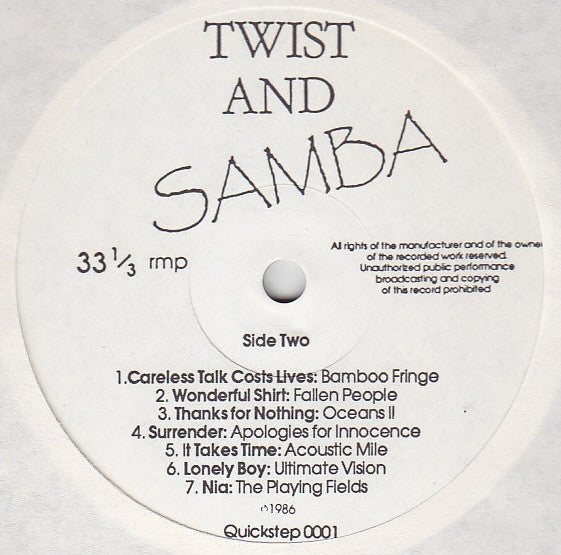 TWIST
AND
SAMBA
33 1/3 rmp
All rights of the manufacturer and of the owne
of the recorded work reserved.
Unauthorized public performance
broadcasting and copying
of this record prohibited
Side Two
1.Careless Talk Costs Lives: Bamboo Fringe
2. Wonderful Shirt: Fallen People
3. Thanks for Nothing: Oceans II
4. Surrender: Apologies for Innocence
5. It Takes Time: Acoustic Mile
6. Lonely Boy: Ultimate Vision
7. Nia: The Playing Fields
℗1986
Quickstep 0001